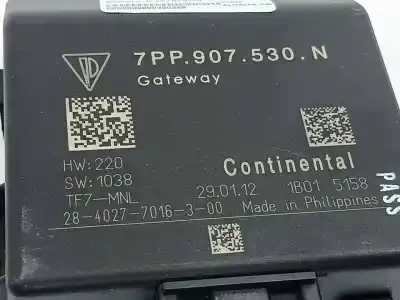 7PP.907.530.N
Gateway
HW:220
SW:1038
TF7-MNL
28-4027-7016-3-00
Continental
29.01.12 1B01 5158
Made in Philippines
PASS